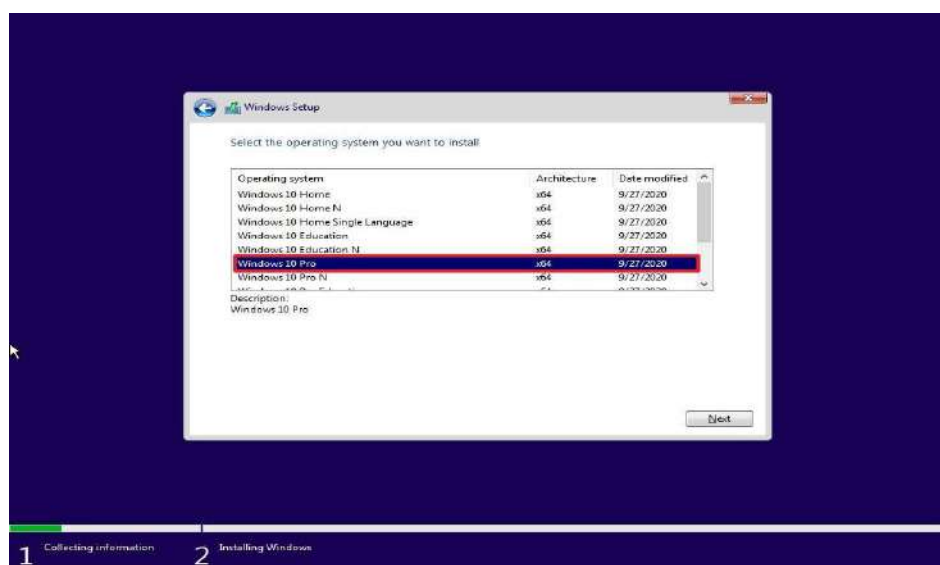 Windows Setup
Select the operating system you want to install
Operating system Architecture Date modified
Windows 10 Home x64 9/27/2020
Windows 10 Home N x64 9/27/2020
Windows 10 Home Single Language x64 9/27/2020
Windows 10 Education x64 9/27/2020
Windows 10 Education N x64 9/27/2020
Windows 10 Pro x64 9/27/2020
Windows 10 Pro N x64 9/27/2020
Description:
Windows 10 Pro
Next
1 Collecting information 2 Installing Windows